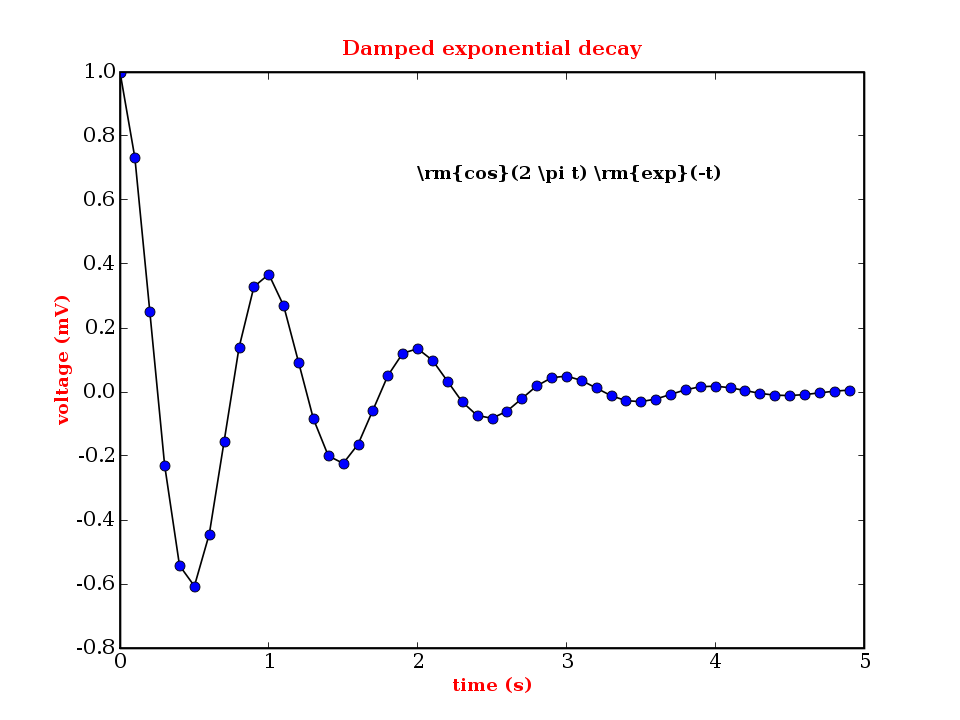 Damped exponential decay
1.0
0.8
\rm{cos}(2 \pi t) \rm{exp}(-t)
0.6
0.4
0.2
voltage (mV)
0.0
-0.2
-0.4
-0.6
-0.8
0 1 2 3 4 5
time (s)